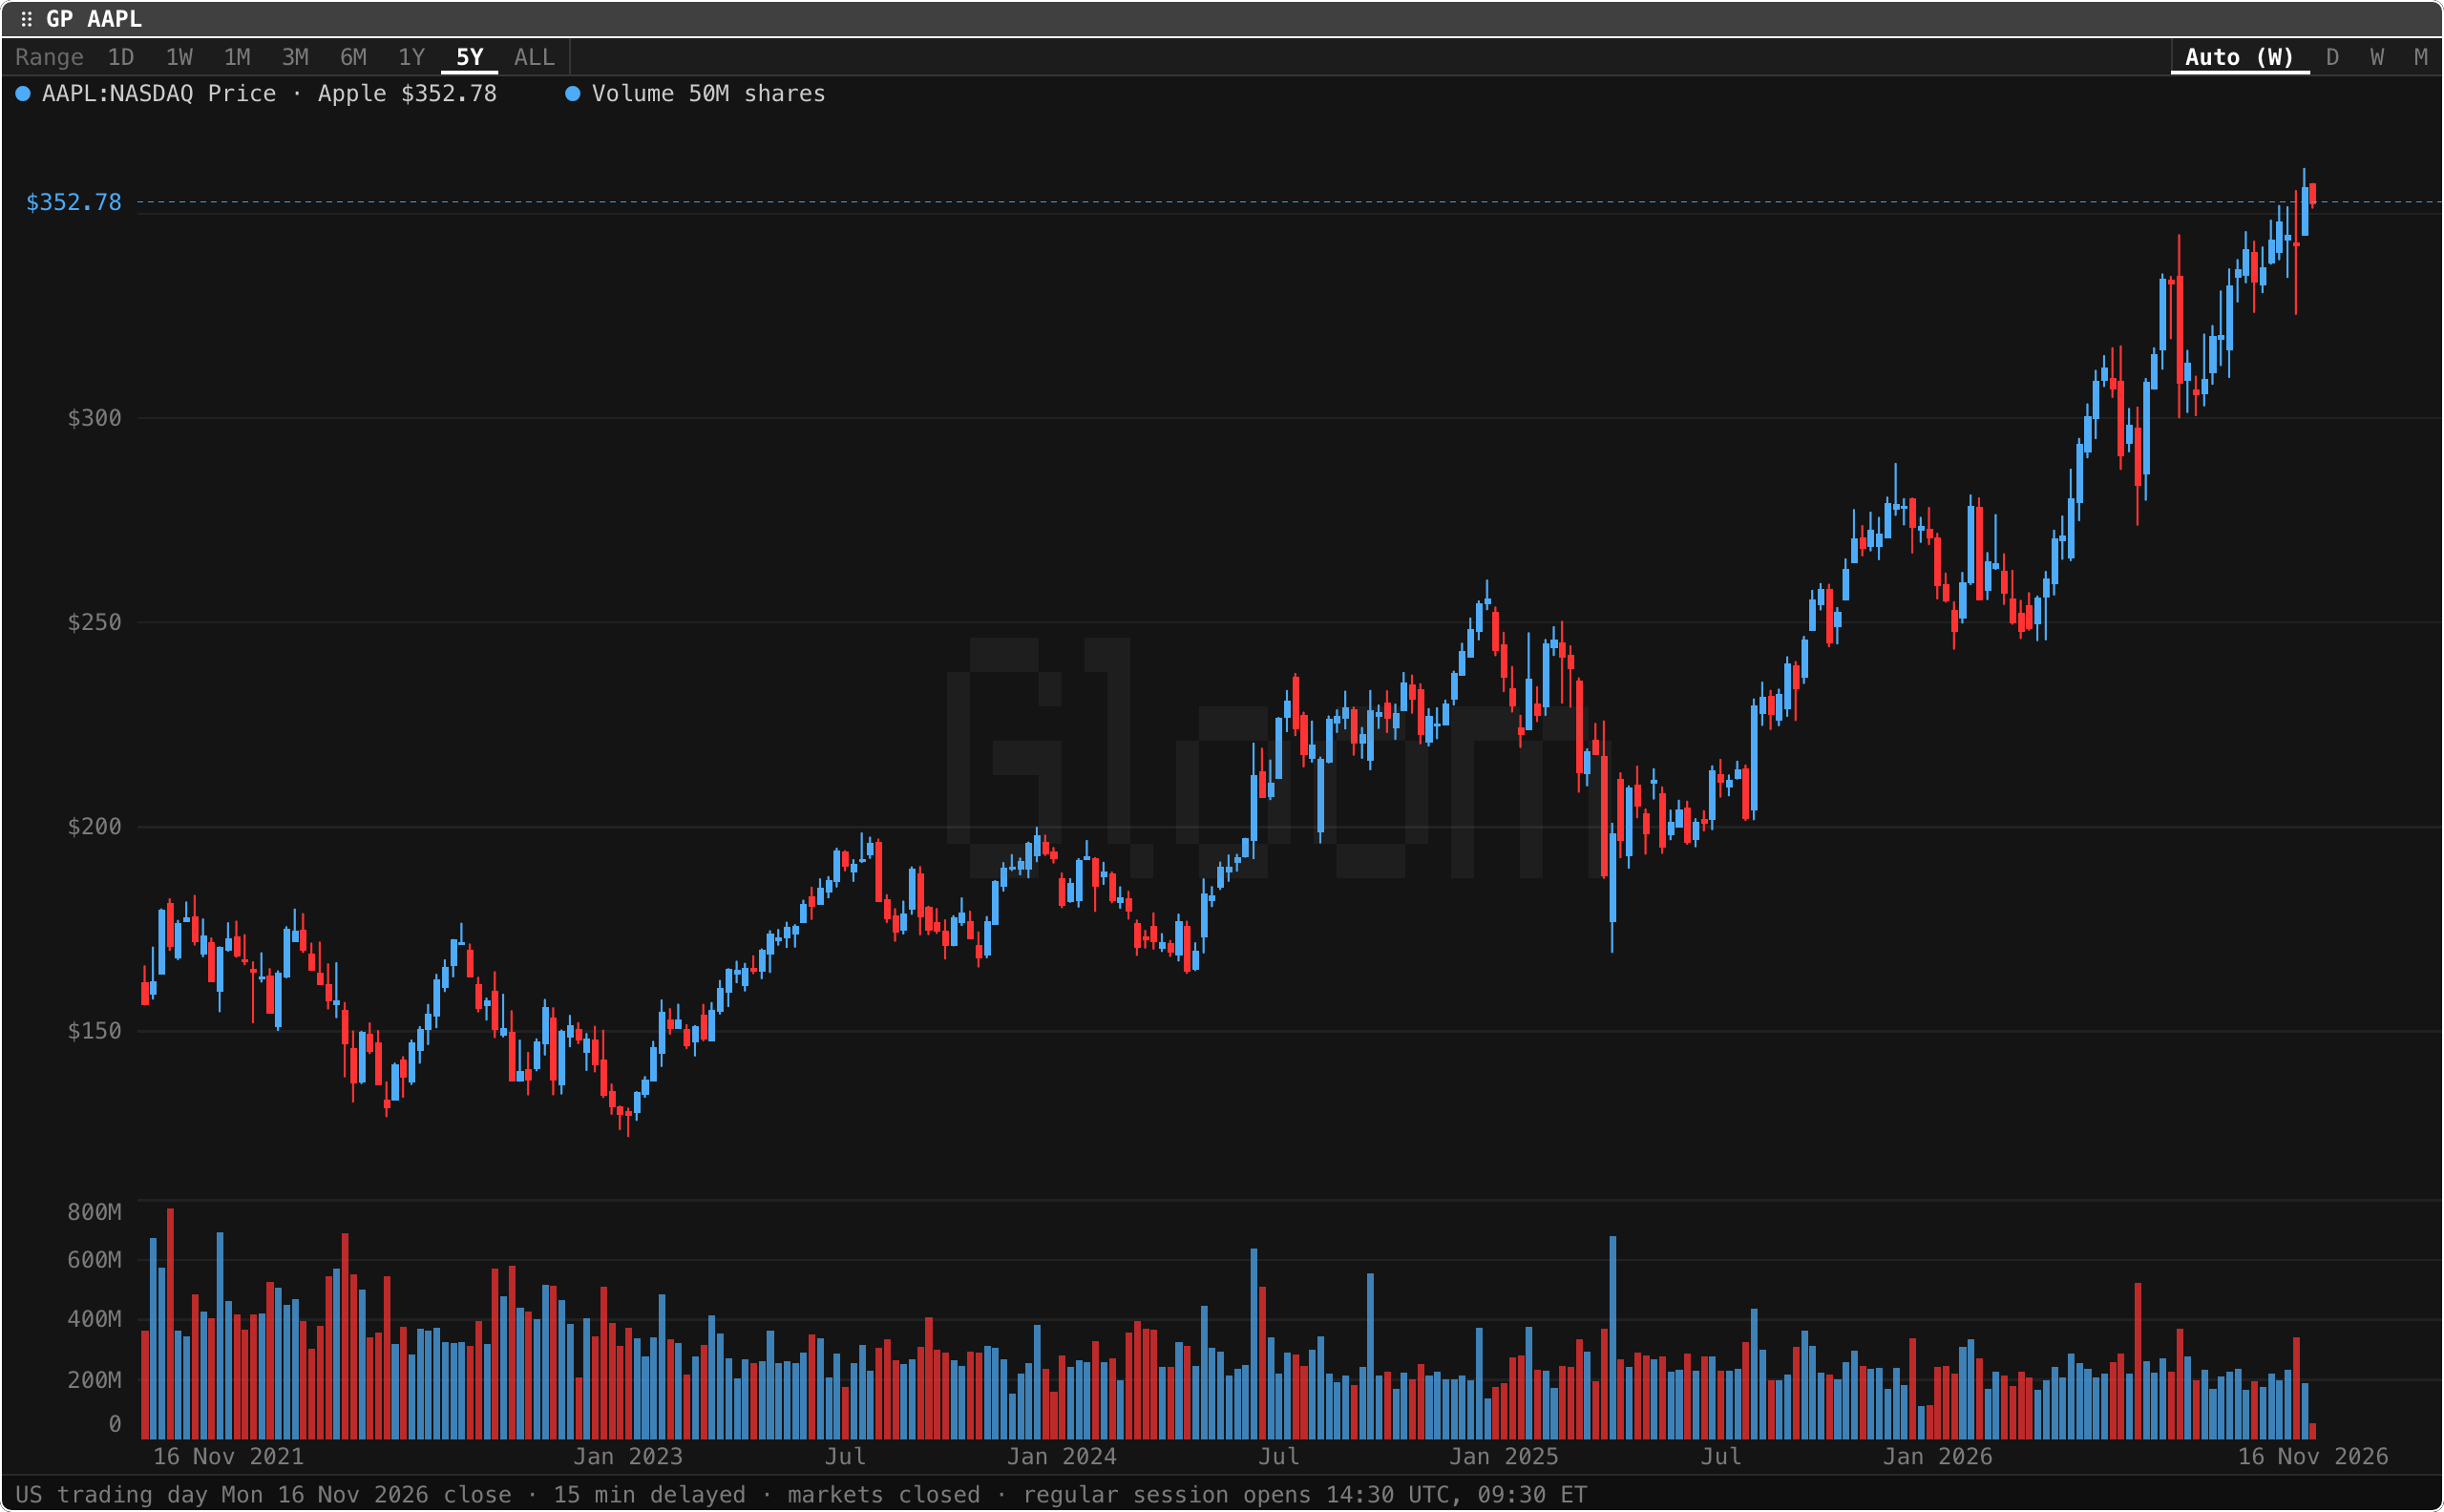 GP AAPL
Range 1D 1W 1M 3M 6M 1Y 5Y ALL Auto (W) D W M
AAPL:NASDAQ Price · Apple $352.78 Volume 50M shares
$352.78
$300
$250
$200
$150
800M
600M
400M
200M
0
16 Nov 2021 Jan 2023 Jul Jan 2024 Jul Jan 2025 Jul Jan 2026 16 Nov 2026
US trading day Mon 16 Nov 2026 close · 15 min delayed · markets closed · regular session opens 14:30 UTC, 09:30 ET